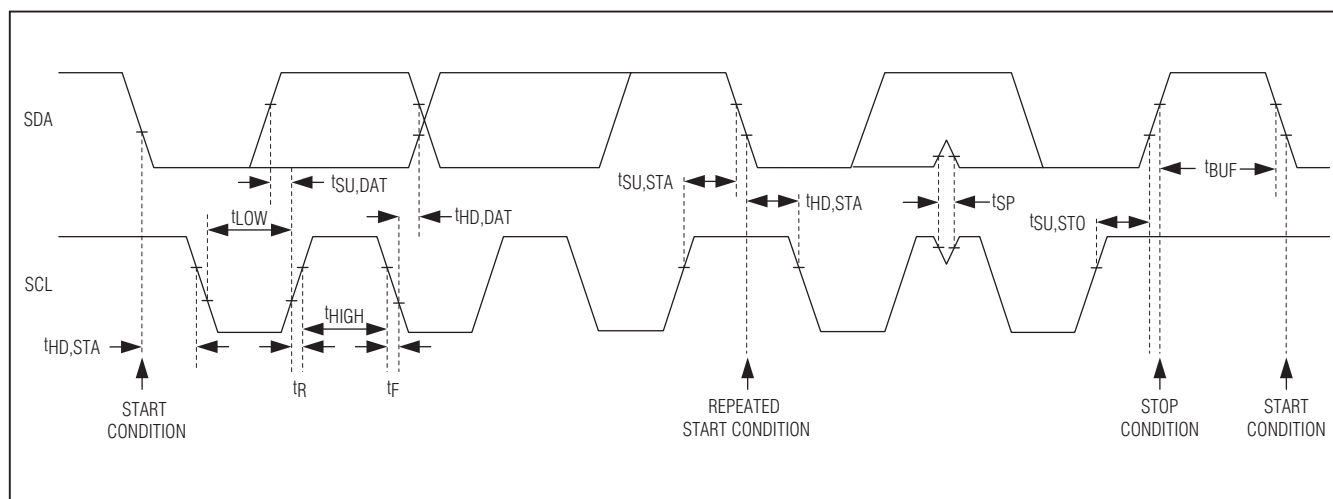 SDA
tSU,DAT
tSU,STA
tHD,STA
tSP
tBUF
tLOW
tHD,DAT
tSU,STO
SCL
tHIGH
tHD,STA
tR
tF
START
CONDITION
REPEATED
START CONDITION
STOP
CONDITION
START
CONDITION